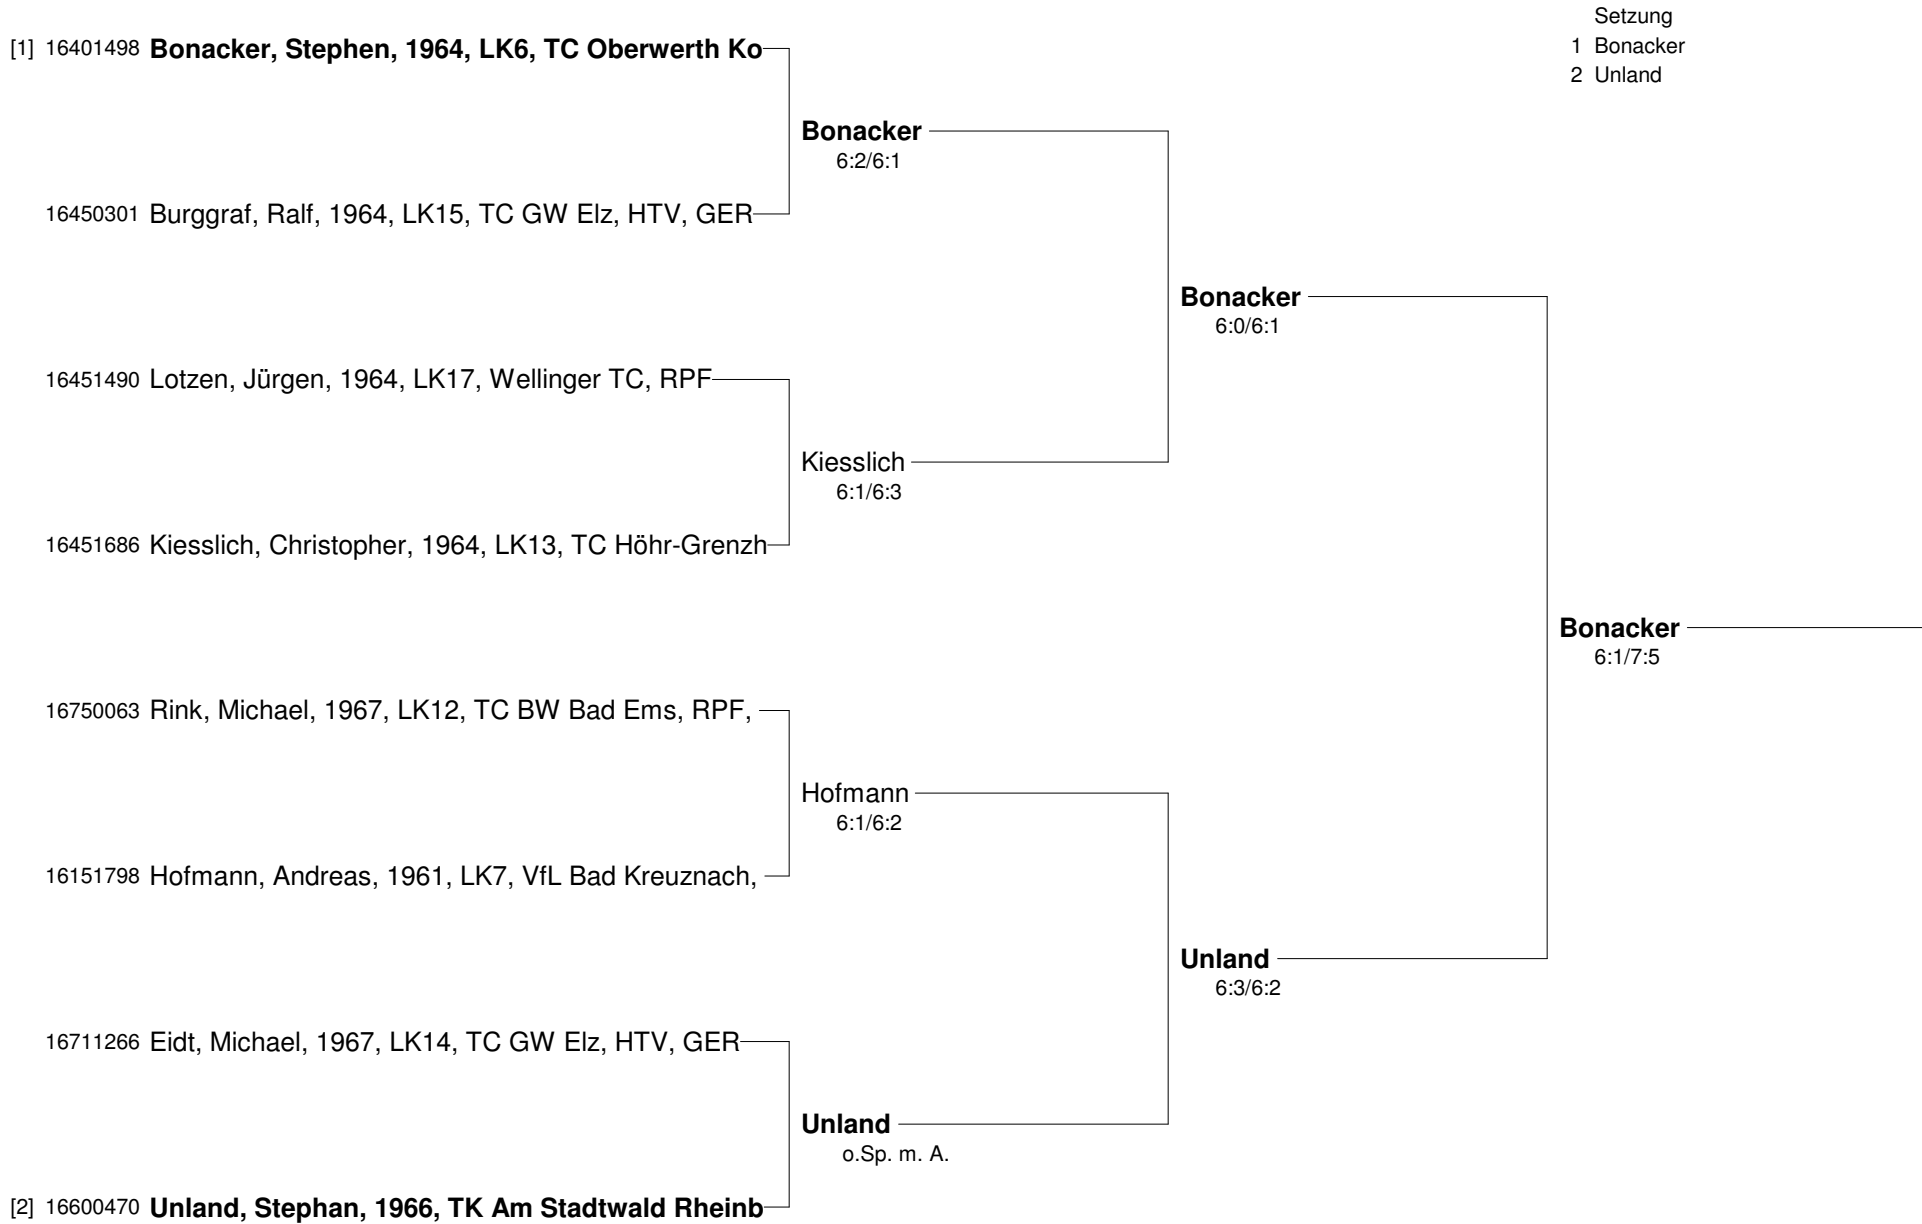 Setzung
1 Bonacker
2 Unland
[1] 16401498 Bonacker, Stephen, 1964, LK6, TC Oberwerth Ko
Bonacker
6:2/6:1
16450301 Burggraf, Ralf, 1964, LK15, TC GW Elz, HTV, GER
Bonacker
6:0/6:1
16451490 Lotzen, Jürgen, 1964, LK17, Wellinger TC, RPF
Kiesslich
6:1/6:3
16451686 Kiesslich, Christopher, 1964, LK13, TC Höhr-Grenzh
Bonacker
6:1/7:5
16750063 Rink, Michael, 1967, LK12, TC BW Bad Ems, RPF,
Hofmann
6:1/6:2
16151798 Hofmann, Andreas, 1961, LK7, VfL Bad Kreuznach,
Unland
6:3/6:2
16711266 Eidt, Michael, 1967, LK14, TC GW Elz, HTV, GER
Unland
o.Sp. m. A.
[2] 16600470 Unland, Stephan, 1966, TK Am Stadtwald Rheinb